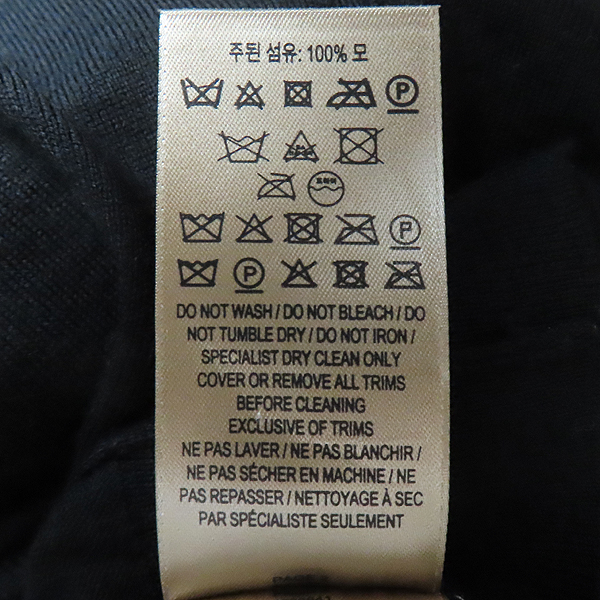 주된 섬유: 100% 모
P
P
P
DO NOT WASH / DO NOT BLEACH / DO
NOT TUMBLE DRY / DO NOT IRON /
SPECIALIST DRY CLEAN ONLY
COVER OR REMOVE ALL TRIMS
BEFORE CLEANING
EXCLUSIVE OF TRIMS
NE PAS LAVER / NE PAS BLANCHIR /
NE PAS SÉCHER EN MACHINE / NE
PAS REPASSER / NETTOYAGE À SEC
PAR SPÉCIALISTE SEULEMENT